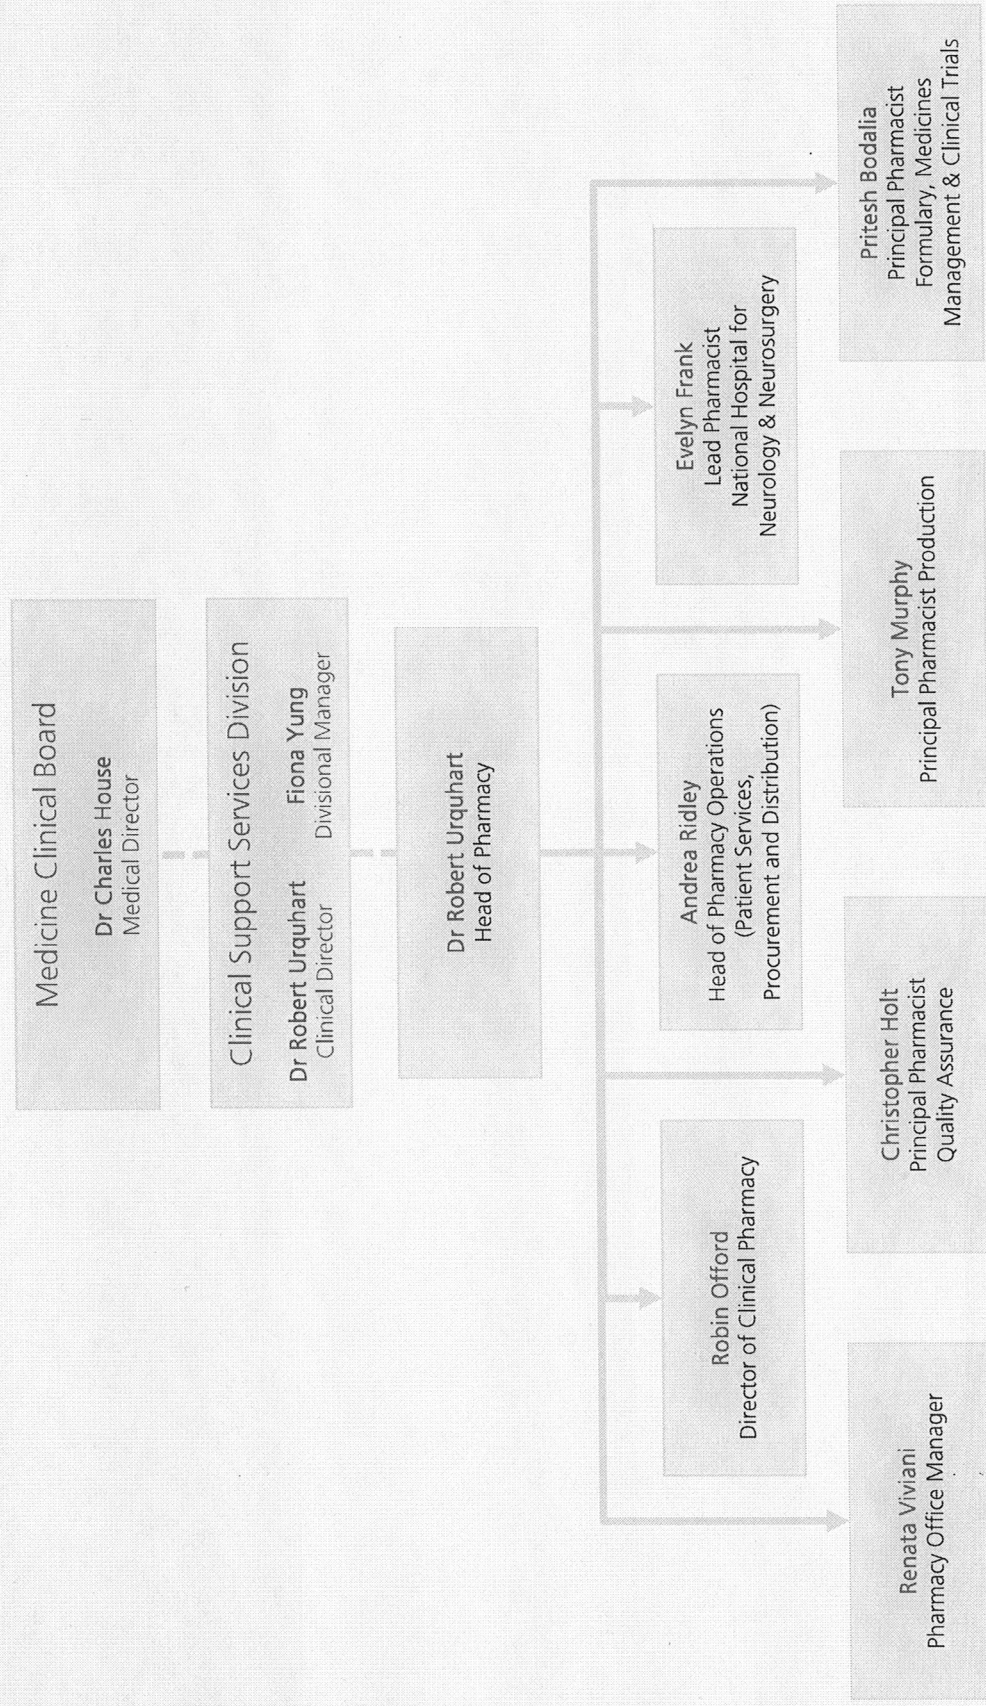 Medicine Clinical Board
Dr Charles House
Medical Director
Clinical Support Services Division
Dr Robert Urquhart
Clinical Director
Fiona Yung
Divisional Manager
Dr Robert Urquhart
Head of Pharmacy
Robin Offord
Director of Clinical Pharmacy
Andrea Ridley
Head of Pharmacy Operations
(Patient Services,
Procurement and Distribution)
Evelyn Frank
Lead Pharmacist
National Hospital for
Neurology & Neurosurgery
Renata Viviani
Pharmacy Office Manager
Christopher Holt
Principal Pharmacist
Quality Assurance
Tony Murphy
Principal Pharmacist Production
Pritesh Bodalia
Principal Pharmacist
Formulary, Medicines
Management & Clinical Trials